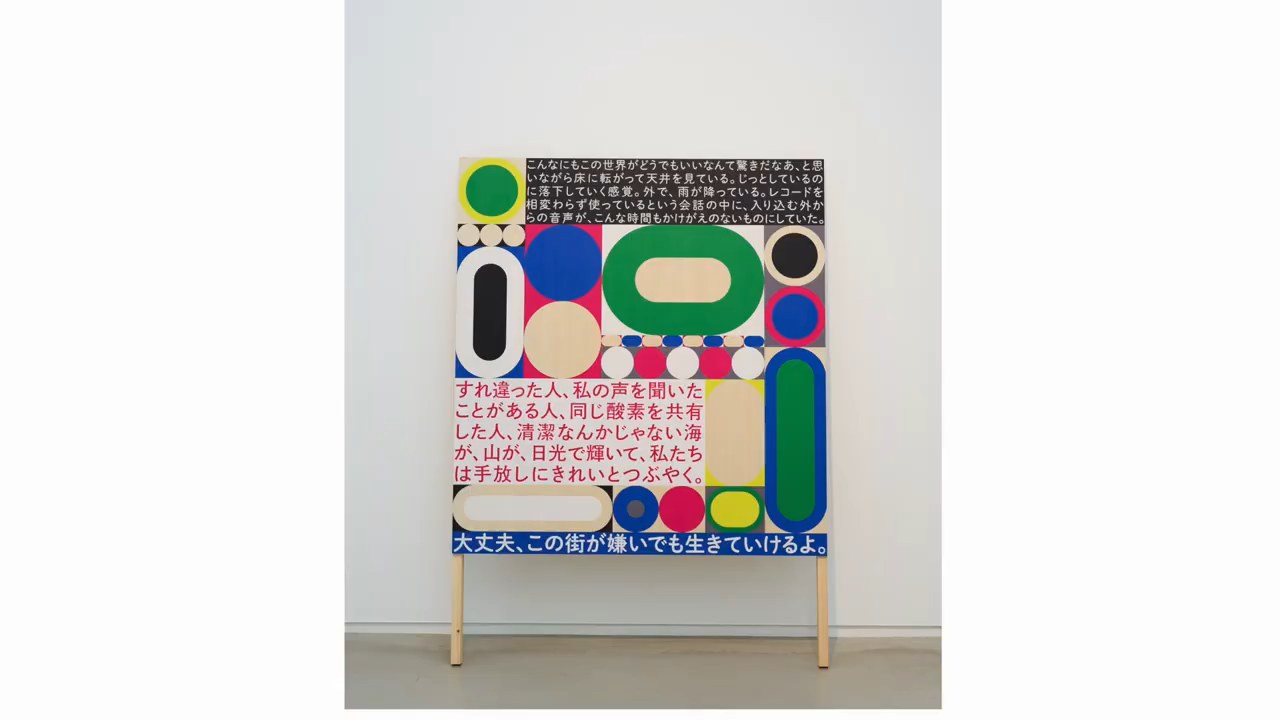 こんなにもこの世界がどうでもいいなんて驚きだなあ、と思
いながら床に転がって天井を見ている。じっとしているの
に落下していく感覚。外で、雨が降っている。レコードを
相変わらず使っているという会話の中に、入り込む外か
らの音声が、こんな時間もかけがえのないものにしていた。
すれ違った人、私の声を聞いた
ことがある人、同じ酸素を共有
した人、清潔なんかじゃない海
が、山が、日光で輝いて、私たち
は手放しにきれいとつぶやく。
大丈夫、この街が嫌いでも生きていけるよ。